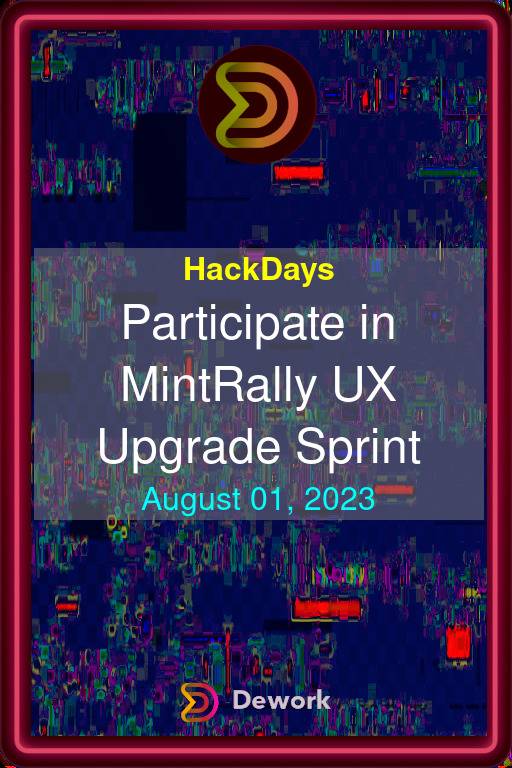 HackDays
Participate in
MintRally UX
Upgrade Sprint
August 01, 2023
Dework